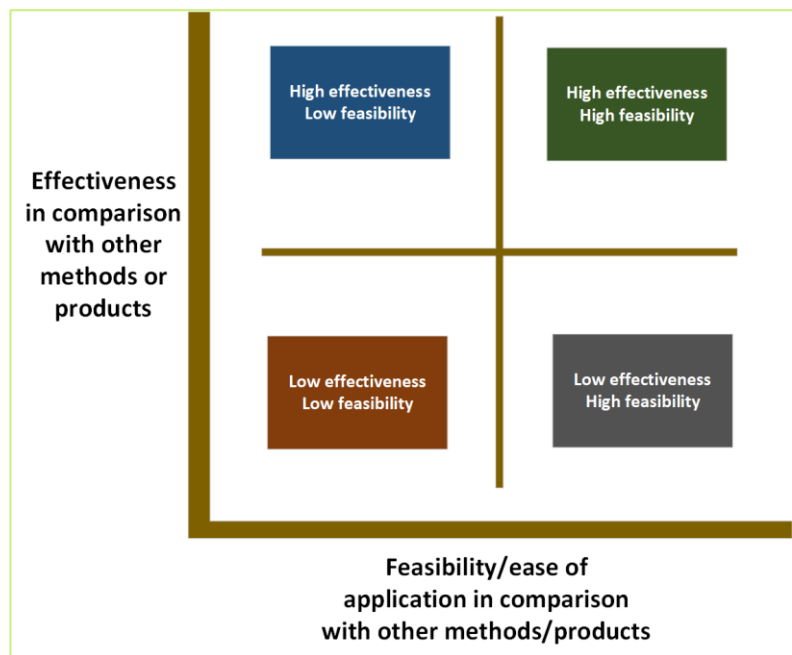 High effectiveness
Low feasibility
High effectiveness
High feasibility
Effectiveness
in comparison
with other
methods or
products
Low effectiveness
Low feasibility
Low effectiveness
High feasibility
Feasibility/ease of
application in comparison
with other methods/products